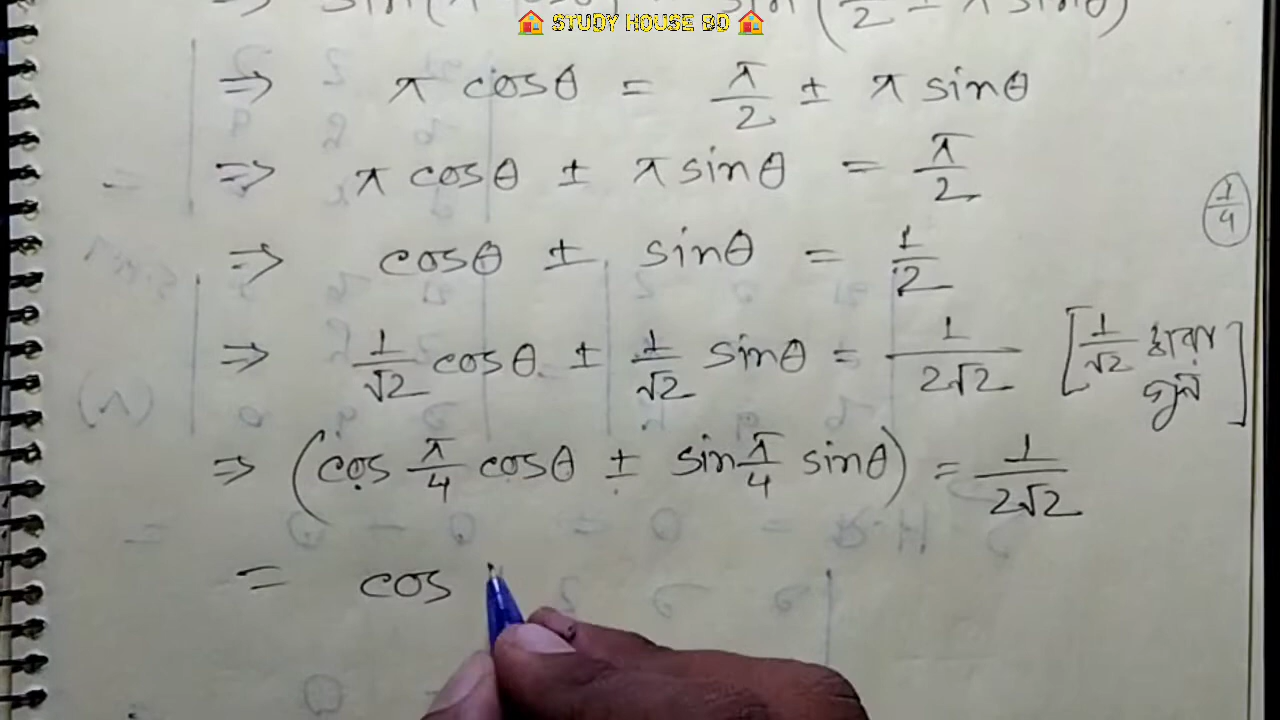 🏠 STUDY HOUSE BD 🏠
⇒ π cosθ = π/2 ± π sinθ
⇒ π cosθ ± π sinθ = π/2
1/4
⇒ cosθ ± sinθ = 1/2
⇒ 1/√2 cosθ ± 1/√2 sinθ = 1/2√2 [1/√2 দ্বারা গুন]
⇒ (cos π/4 cosθ ± sin π/4 sinθ) = 1/2√2
= cos